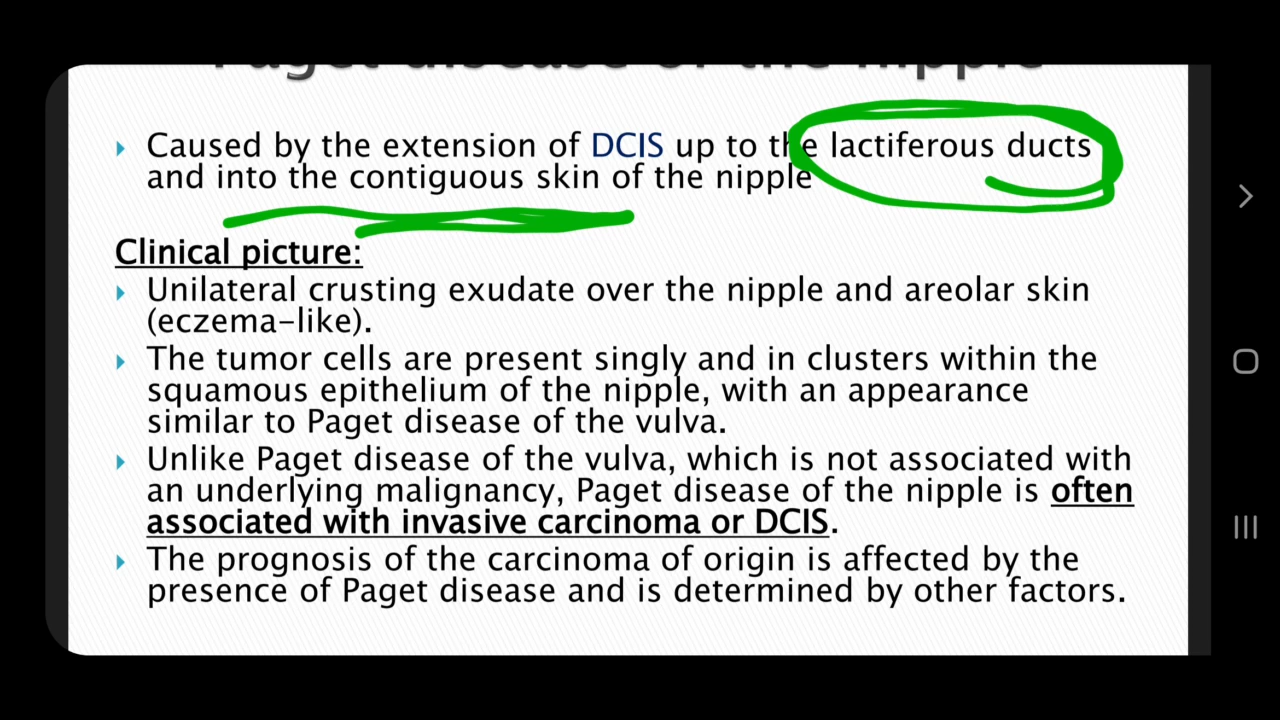 Paget disease of the nipple
Caused by the extension of DCIS up to the lactiferous ducts
and into the contiguous skin of the nipple
Clinical picture:
Unilateral crusting exudate over the nipple and areolar skin
(eczema-like).
The tumor cells are present singly and in clusters within the
squamous epithelium of the nipple, with an appearance
similar to Paget disease of the vulva.
Unlike Paget disease of the vulva, which is not associated with
an underlying malignancy, Paget disease of the nipple is often
associated with invasive carcinoma or DCIS.
The prognosis of the carcinoma of origin is affected by the
presence of Paget disease and is determined by other factors.